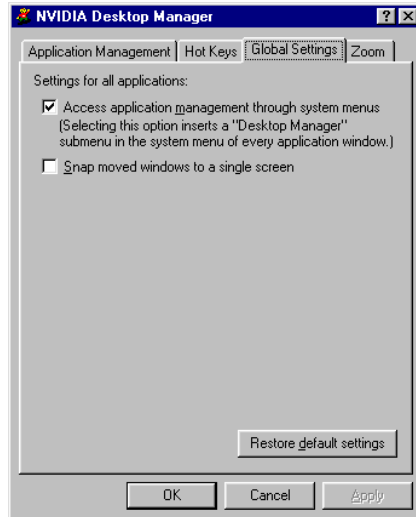 NVIDIA Desktop Manager
Application Management Hot Keys Global Settings Zoom
Settings for all applications:
Access application management through system menus
(Selecting this option inserts a "Desktop Manager"
submenu in the system menu of every application window.)
Snap moved windows to a single screen
Restore default settings
OK Cancel Apply